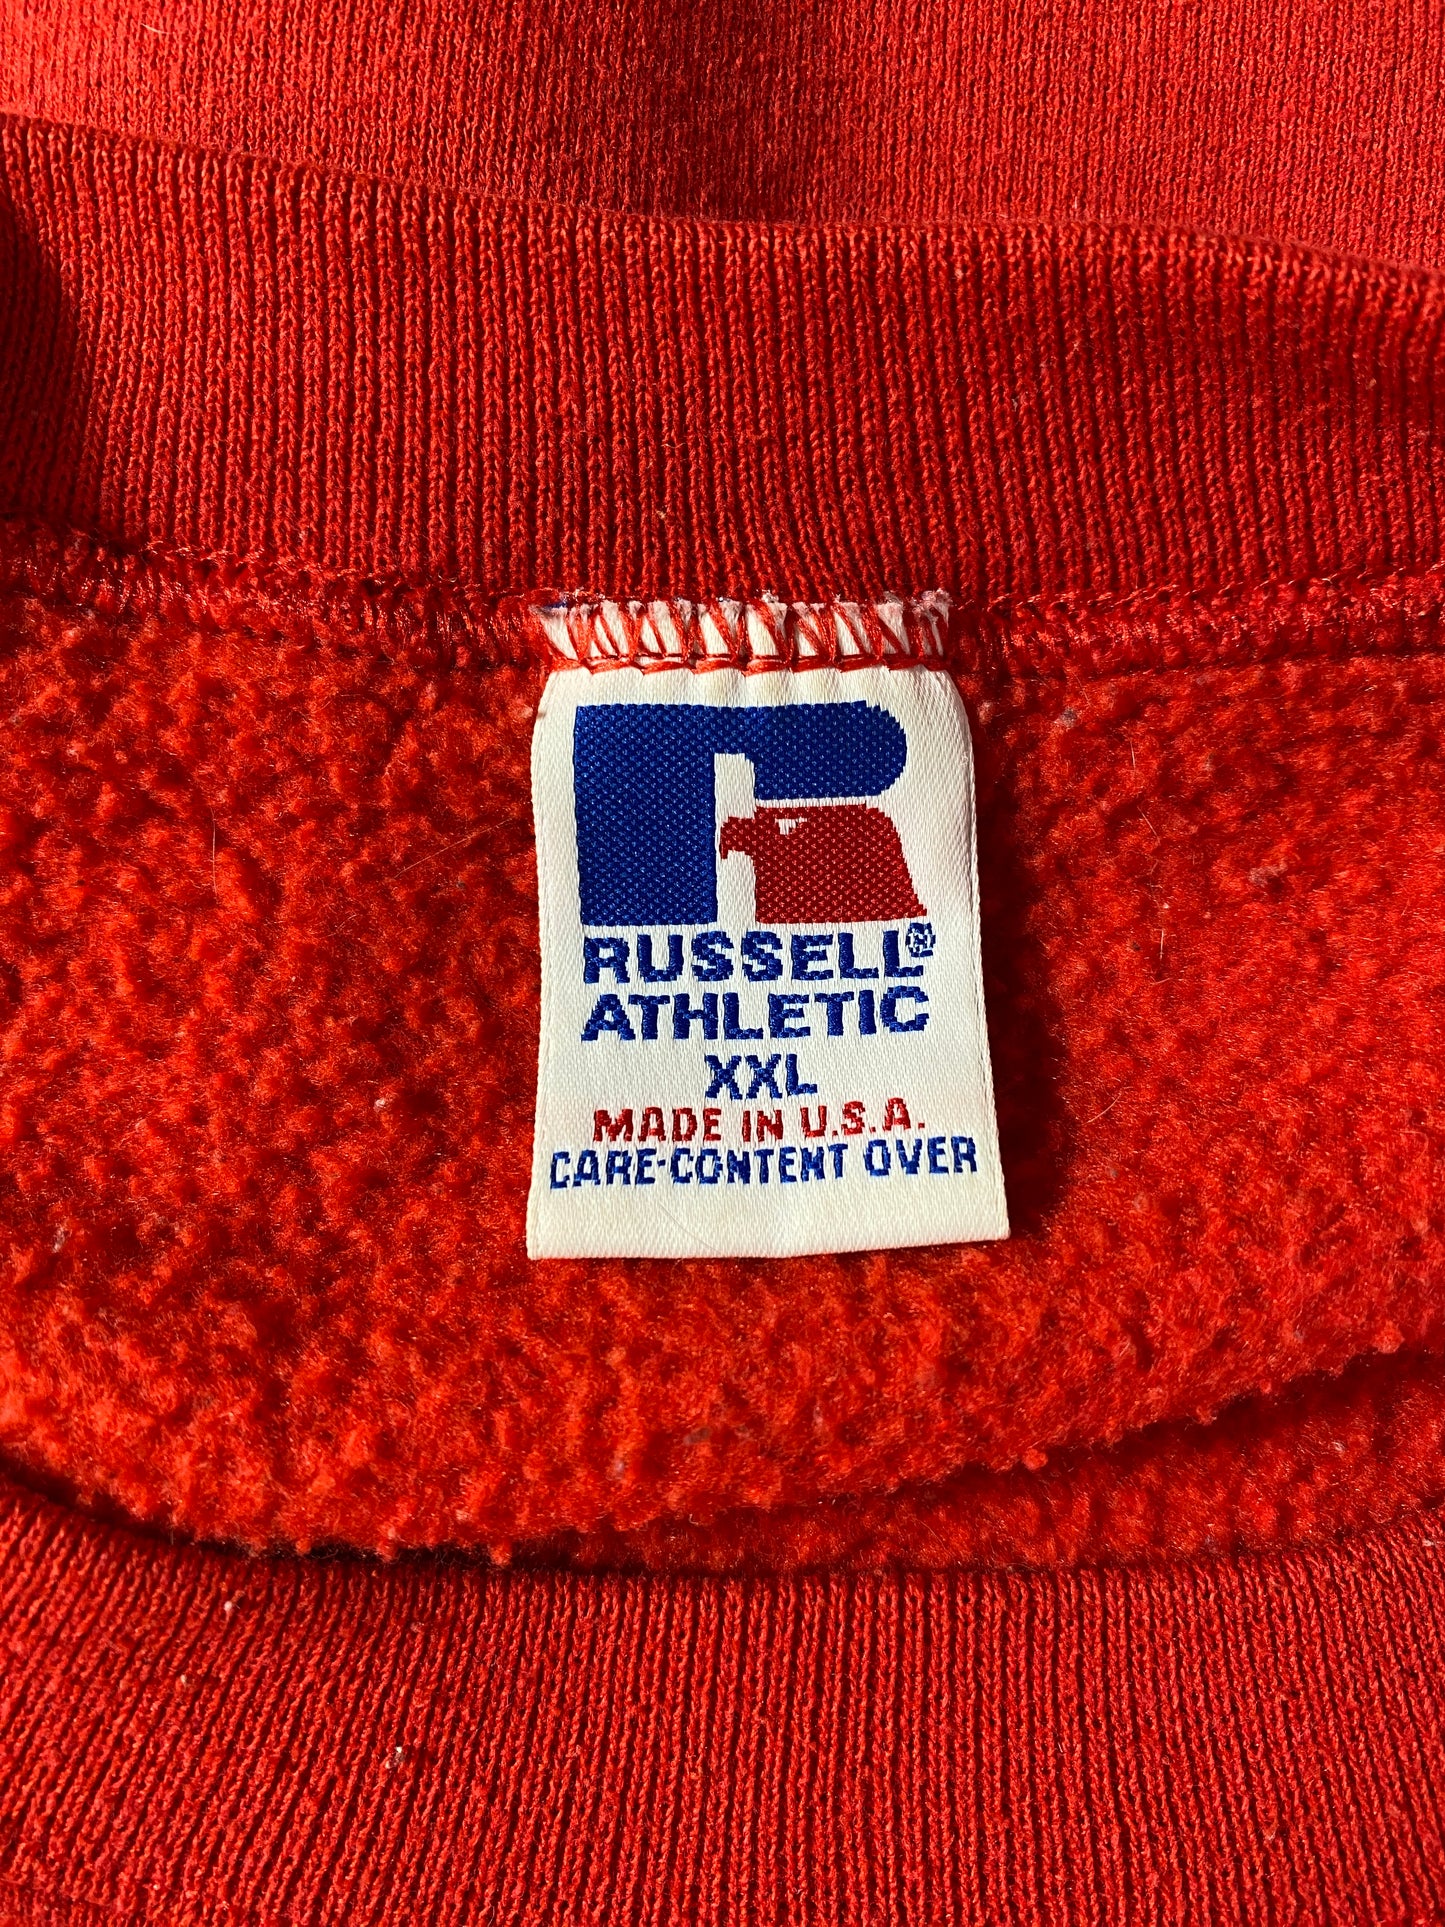 RUSSELL®
ATHLETIC
XXL
MADE IN U.S.A.
CARE-CONTENT OVER